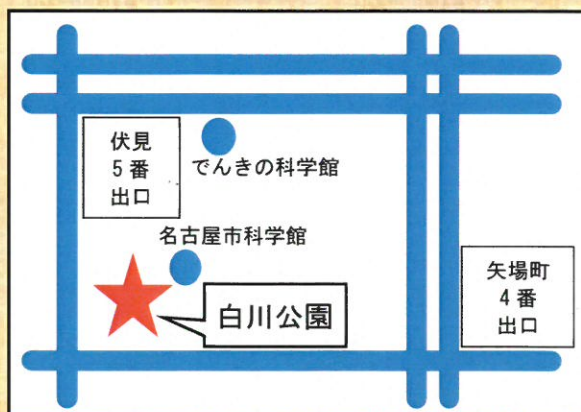 伏見
5番
出口
でんきの科学館
名古屋市科学館
白川公園
矢場町
4番
出口